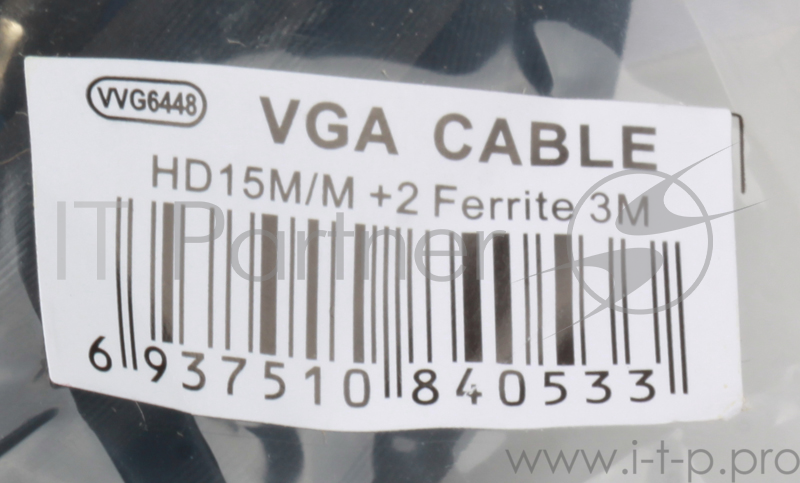 VVG6448
VGA CABLE
HD15M/M +2 Ferrite 3M
IT Partner
6 937510 840533
www.i-t-p.pro